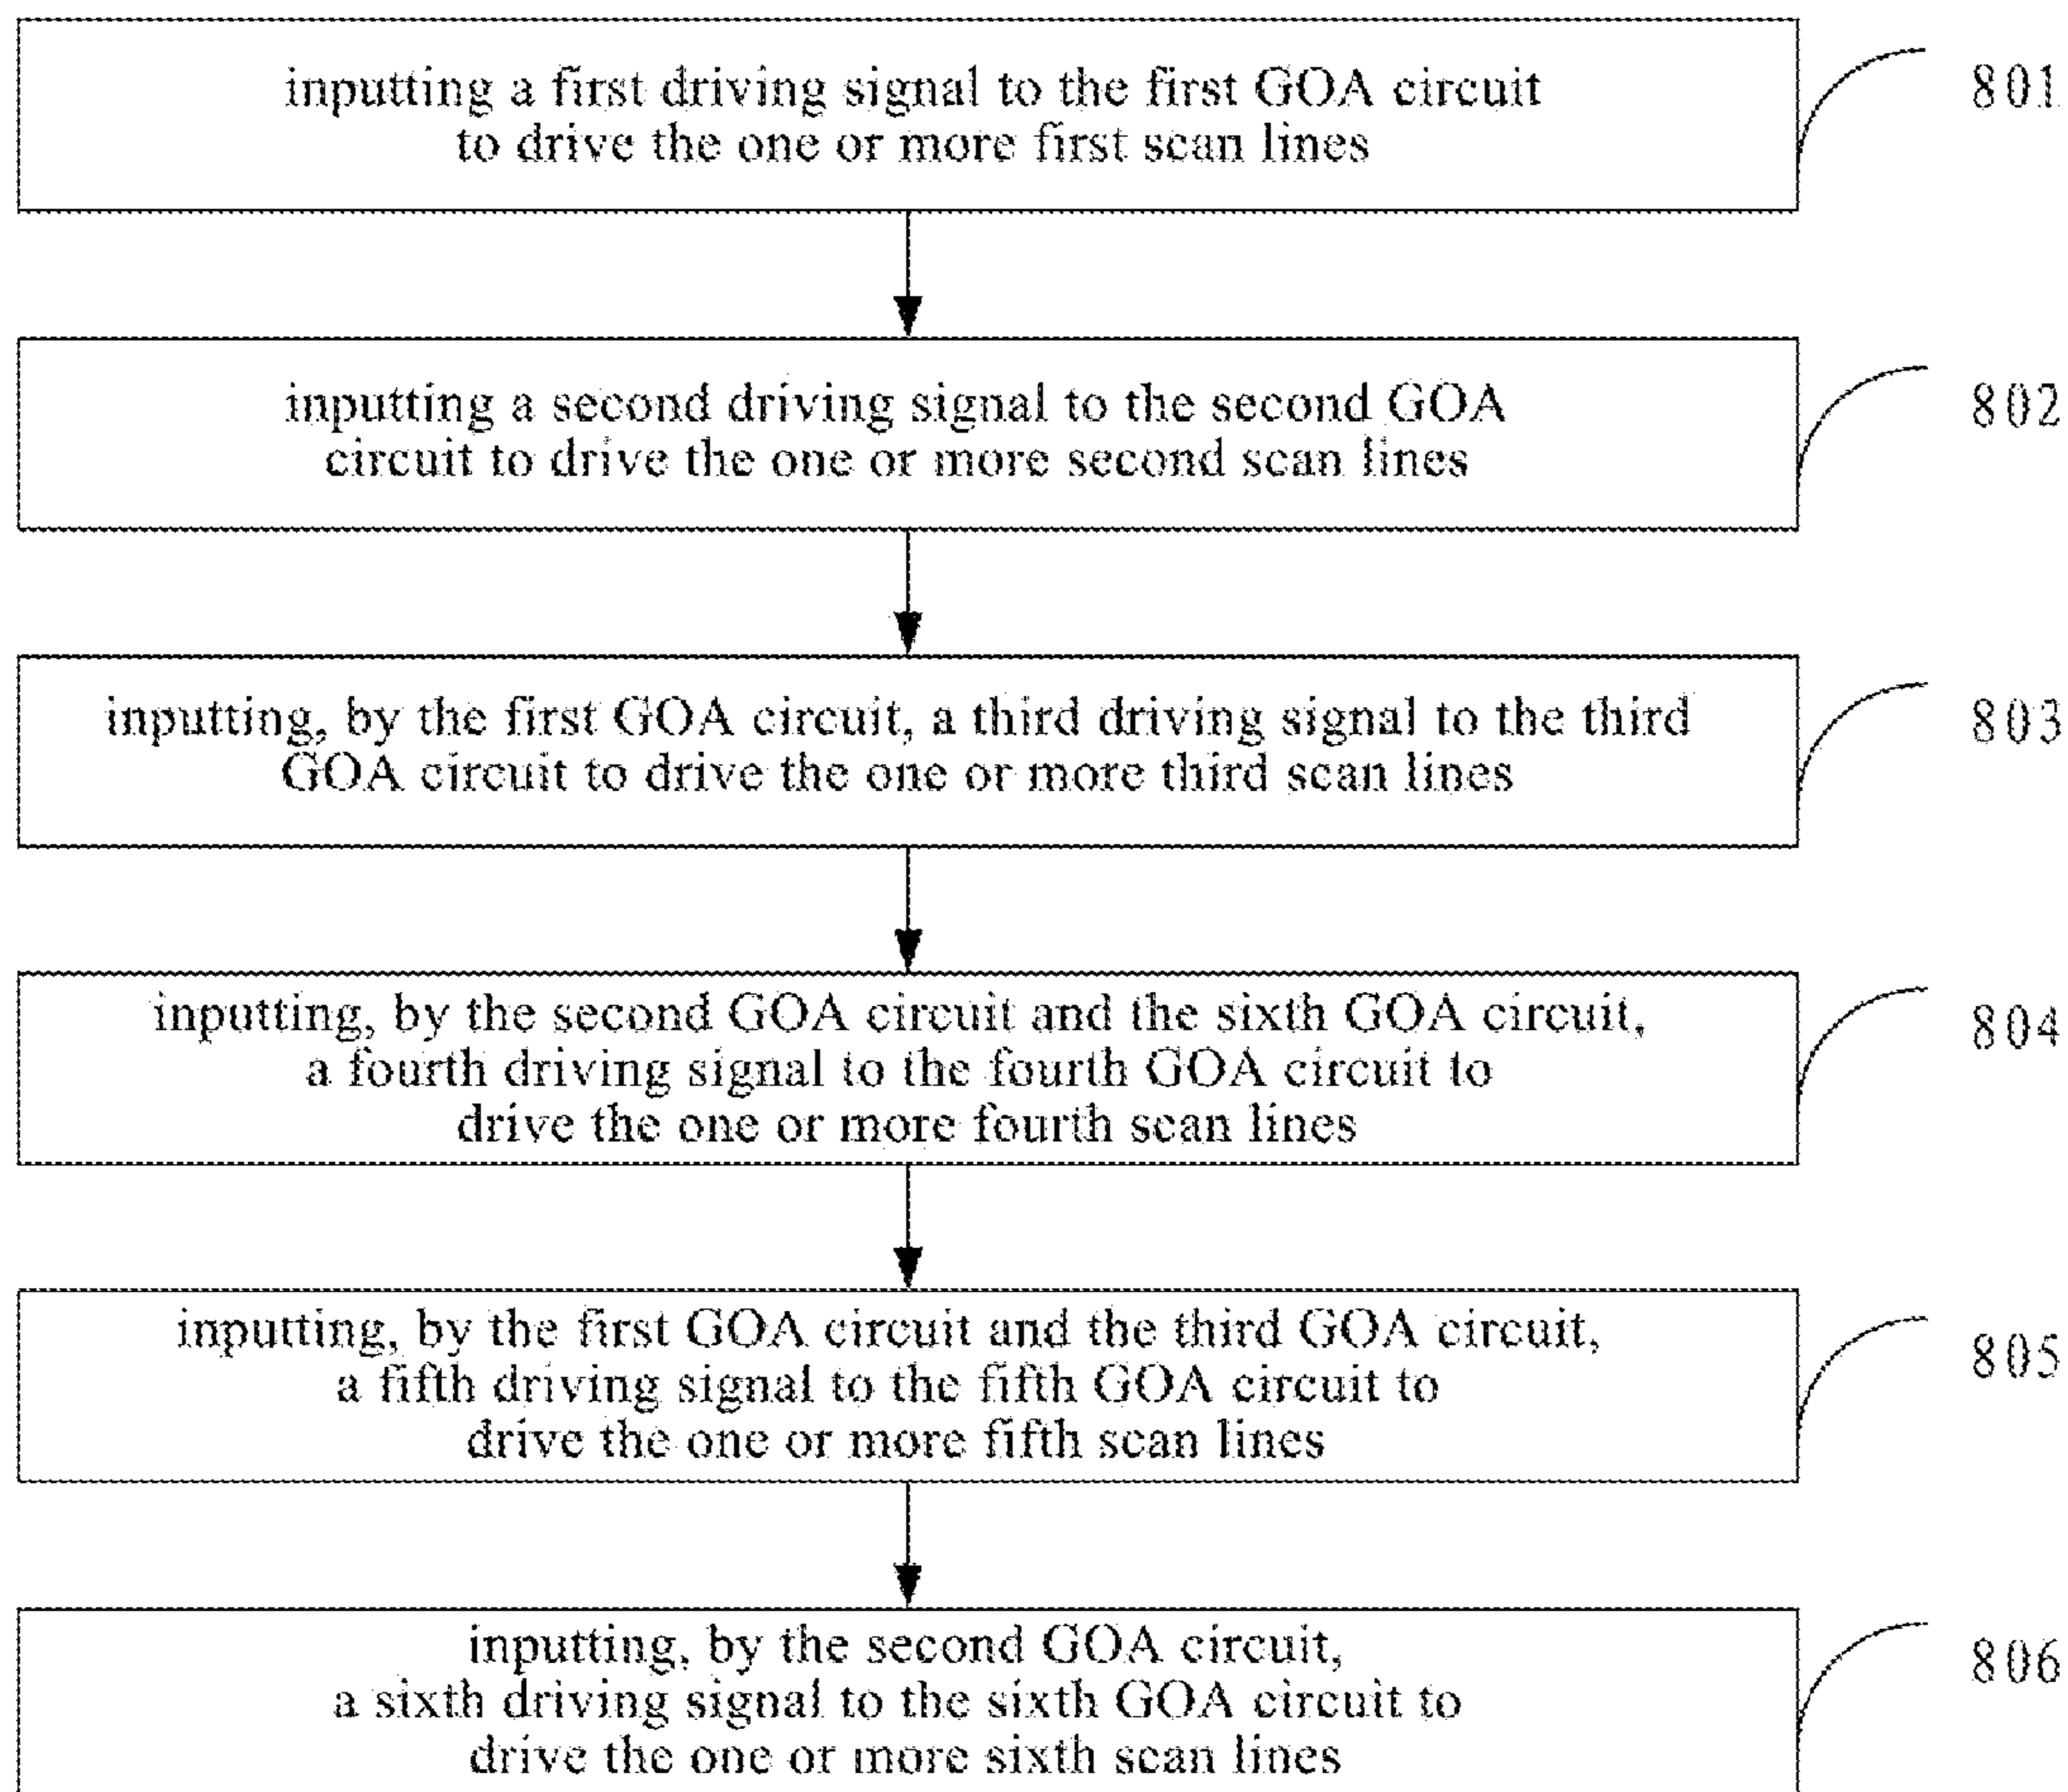 inputting a first driving signal to the first GOA circuit
to drive the one or more first scan lines
801
inputting a second driving signal to the second GOA
circuit to drive the one or more second scan lines
802
inputting, by the first GOA circuit, a third driving signal to the third
GOA circuit to drive the one or more third scan lines
803
inputting, by the second GOA circuit and the sixth GOA circuit,
a fourth driving signal to the fourth GOA circuit to
drive the one or more fourth scan lines
804
inputting, by the first GOA circuit and the third GOA circuit,
a fifth driving signal to the fifth GOA circuit to
drive the one or more fifth scan lines
805
inputting, by the second GOA circuit,
a sixth driving signal to the sixth GOA circuit to
drive the one or more sixth scan lines
806